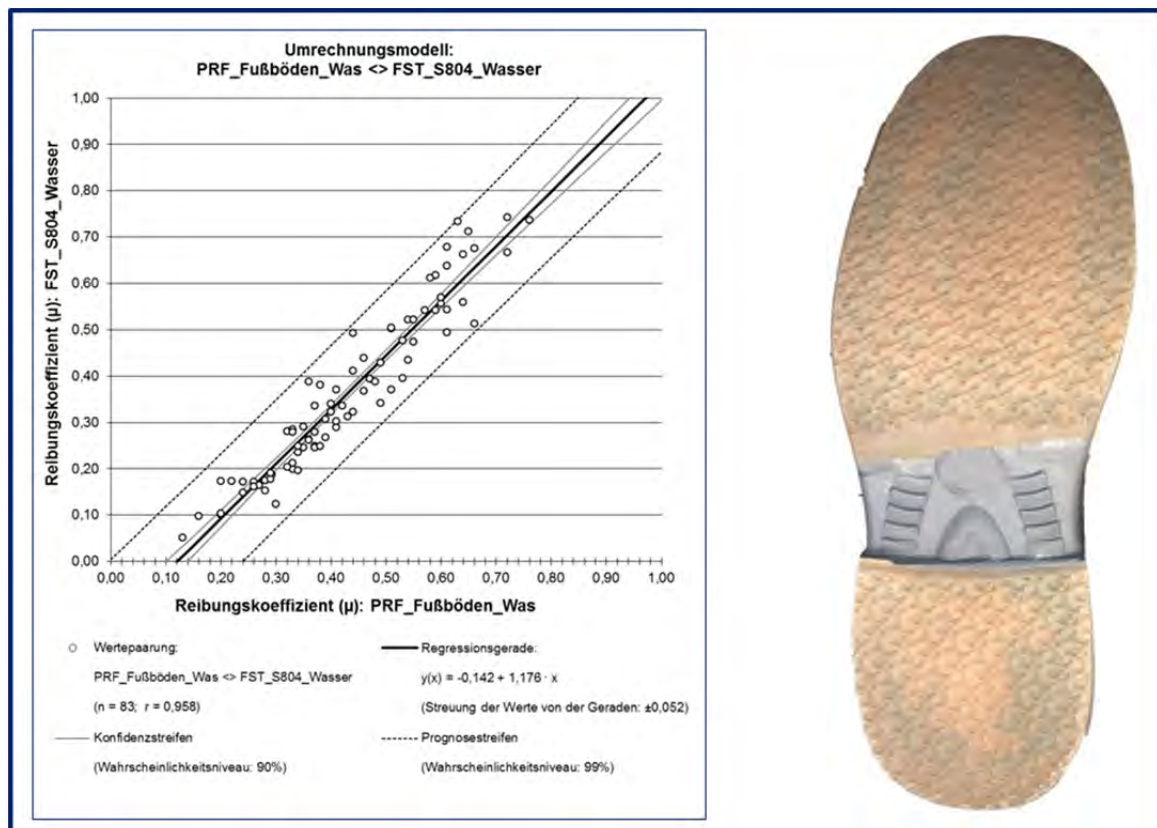 Umrechnungsmodell:
PRF_Fußböden_Was <> FST_S804_Wasser
Reibungskoeffizient (µ): FST_S804_Wasser
1,00
0,90
0,80
0,70
0,60
0,50
0,40
0,30
0,20
0,10
0,00
0,00 0,10 0,20 0,30 0,40 0,50 0,60 0,70 0,80 0,90 1,00
Reibungskoeffizient (µ): PRF_Fußböden_Was
Wertepaarung:
PRF_Fußböden_Was <> FST_S804_Wasser
(n = 83; r = 0,958)
Regressionsgerade:
y(x) = -0,142 + 1,176 · x
(Streuung der Werte von der Geraden: ±0,052)
Konfidenzstreifen
(Wahrscheinlichkeitsniveau: 90%)
Prognosestreifen
(Wahrscheinlichkeitsniveau: 99%)